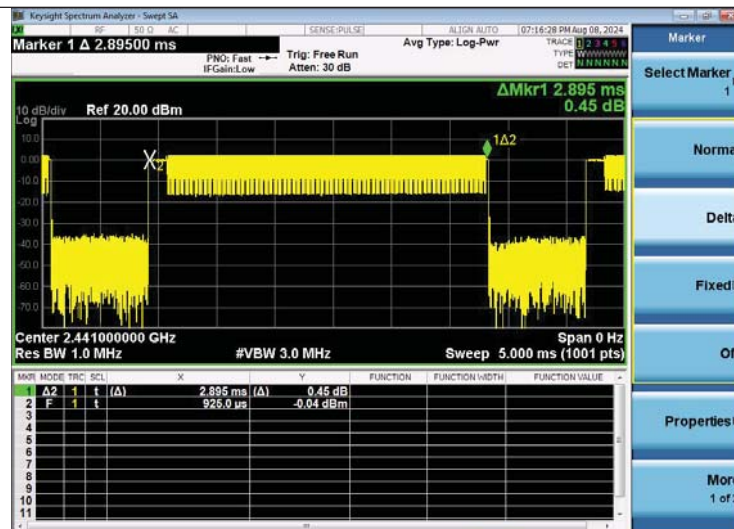 Keysight Spectrum Analyzer - Swept SA
RF 50 Ω AC SENSE:PULSE ALIGN AUTO 07:16:28 PM Aug 08, 2024
Marker 1 Δ 2.89500 ms
PNO: Fast
IFGain:Low
Trig: Free Run
Atten: 30 dB
Avg Type: Log-Pwr
TRACE 1 2 3 4 5 6
TYPE WWWWWW
DET N N N N N N
ΔMkr1 2.895 ms
0.45 dB
10 dB/div Ref 20.00 dBm
Log
10.0
0.00
-10.0
-20.0
-30.0
-40.0
-50.0
-60.0
-70.0
X2
1Δ2
Center 2.441000000 GHz Span 0 Hz
Res BW 1.0 MHz #VBW 3.0 MHz Sweep 5.000 ms (1001 pts)
MKR MODE TRC SCL X Y FUNCTION FUNCTION WIDTH FUNCTION VALUE
1 Δ2 1 t (Δ) 2.895 ms (Δ) 0.45 dB
2 F 1 t 925.0 µs -0.04 dBm
3
4
5
6
7
8
9
10
11
Marker
Select Marker
1
Norma
Delta
Fixed
Of
Properties
More
1 of